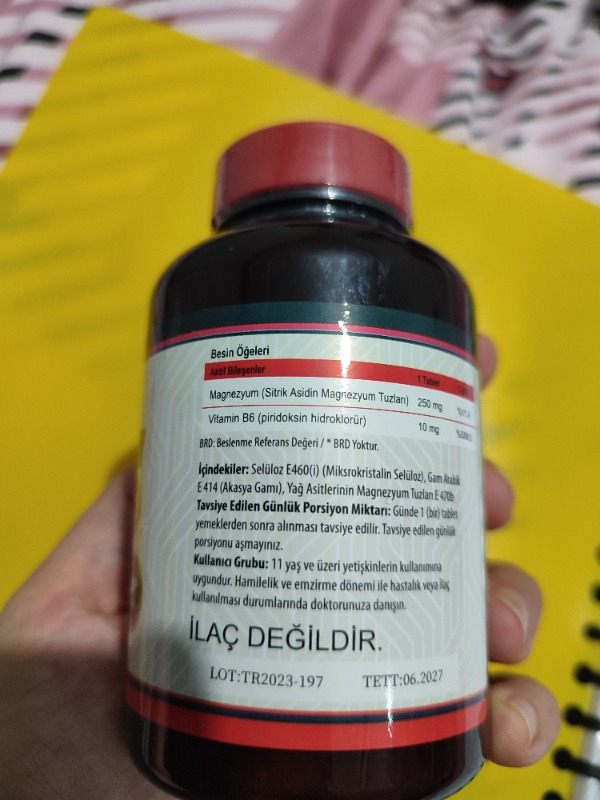 Besin Öğeleri
Aktif Bileşenler 1 Tablet
Magnezyum (Sitrik Asidin Magnezyum Tuzları) 250 mg
Vitamin B6 (piridoksin hidroklorür) 10 mg
BRD: Beslenme Referans Değeri / * BRD Yoktur.
İçindekiler: Selüloz E460(i) (Mikrokristalin Selüloz), Gam Arabik
E 414 (Akasya Gamı), Yağ Asitlerinin Magnezyum Tuzları E 470b
Tavsiye Edilen Günlük Porsiyon Miktarı: Günde 1 (bir) tablet
yemeklerden sonra alınması tavsiye edilir. Tavsiye edilen günlük
porsiyonu aşmayınız.
Kullanıcı Grubu: 11 yaş ve üzeri yetişkinlerin kullanımına
uygundur. Hamilelik ve emzirme dönemi ile hastalık veya ilaç
kullanılması durumlarında doktorunuza danışın.
İLAÇ DEĞİLDİR.
LOT:TR2023-197 TETT:06.2027